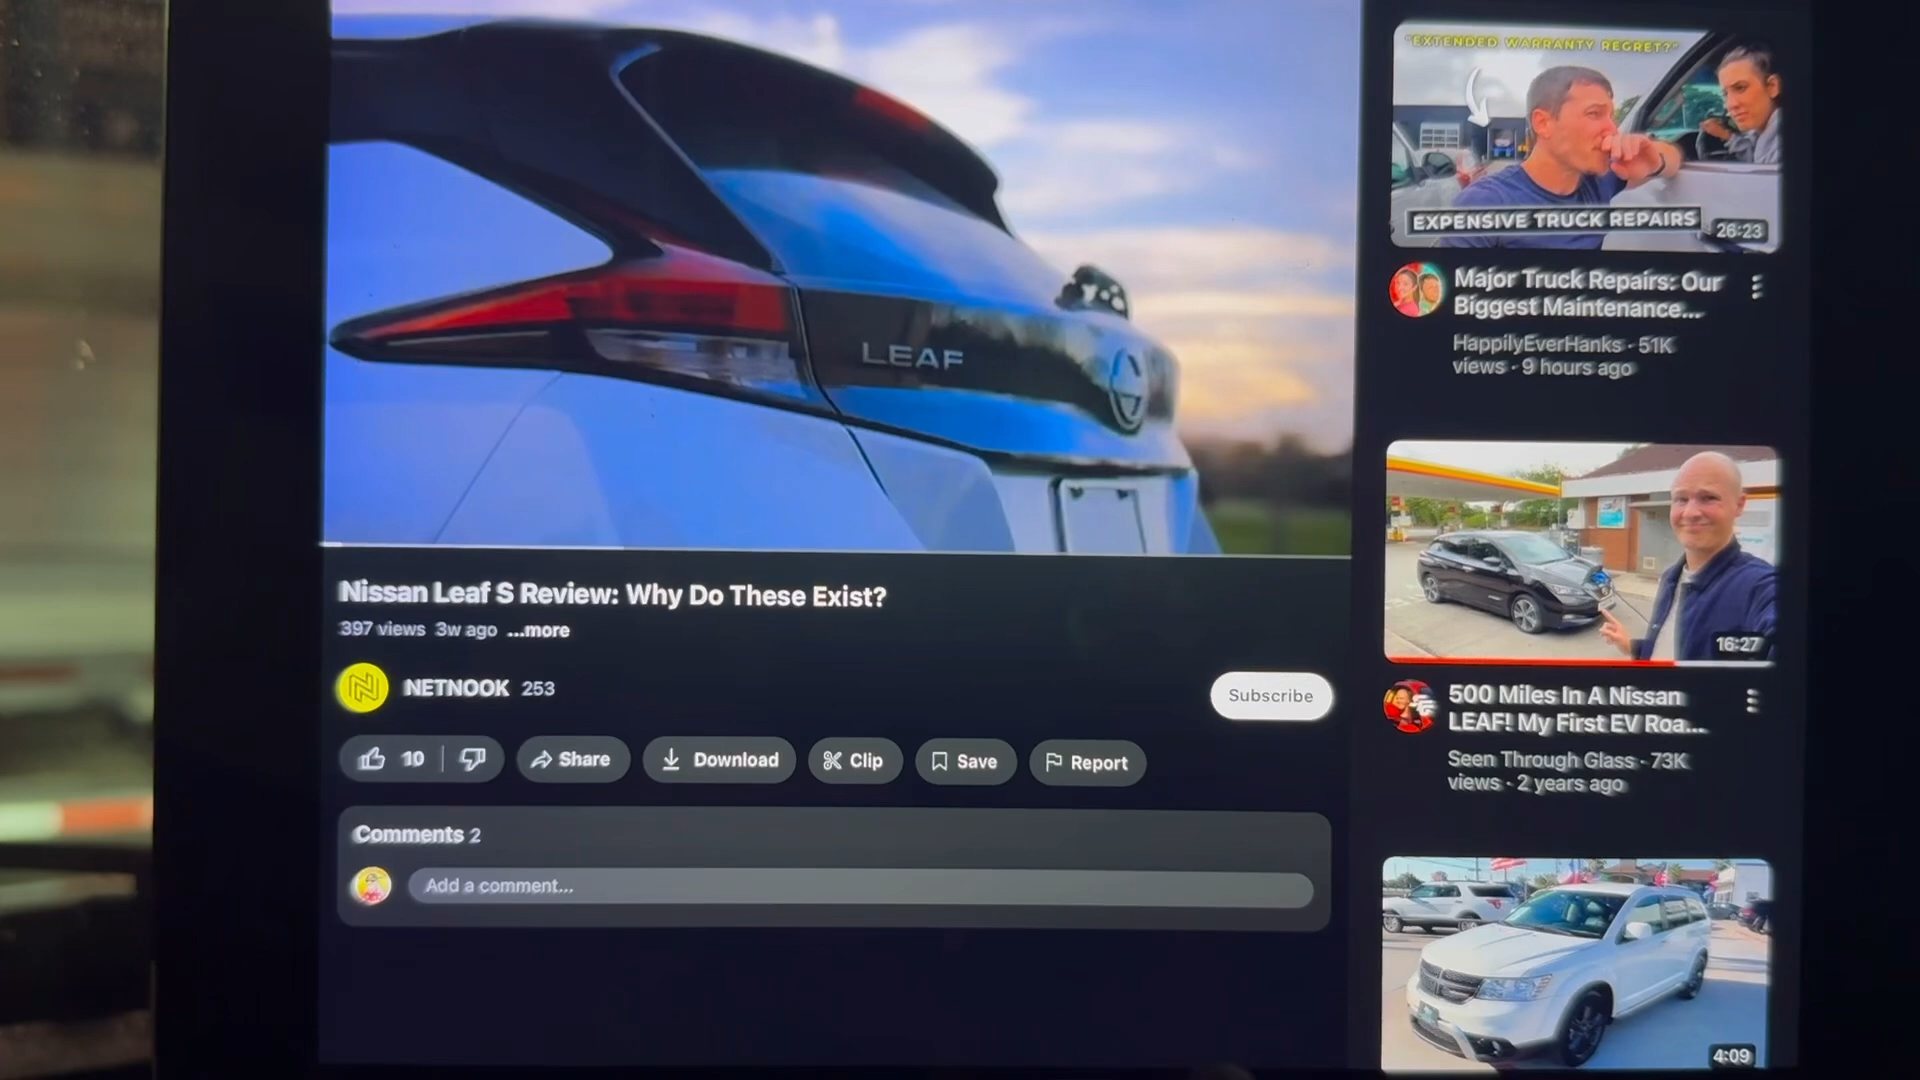 LEAF
Nissan Leaf S Review: Why Do These Exist?
397 views 3w ago ...more
NETNOOK 253
Subscribe
10
Share
Download
Clip
Save
Report
Comments 2
Add a comment...
"EXTENDED WARRANTY REGRET?"
EXPENSIVE TRUCK REPAIRS
26:23
Major Truck Repairs: Our
Biggest Maintenance...
HappilyEverHanks · 51K
views · 9 hours ago
16:27
500 Miles In A Nissan
LEAF! My First EV Roa...
Seen Through Glass · 73K
views · 2 years ago
4:09